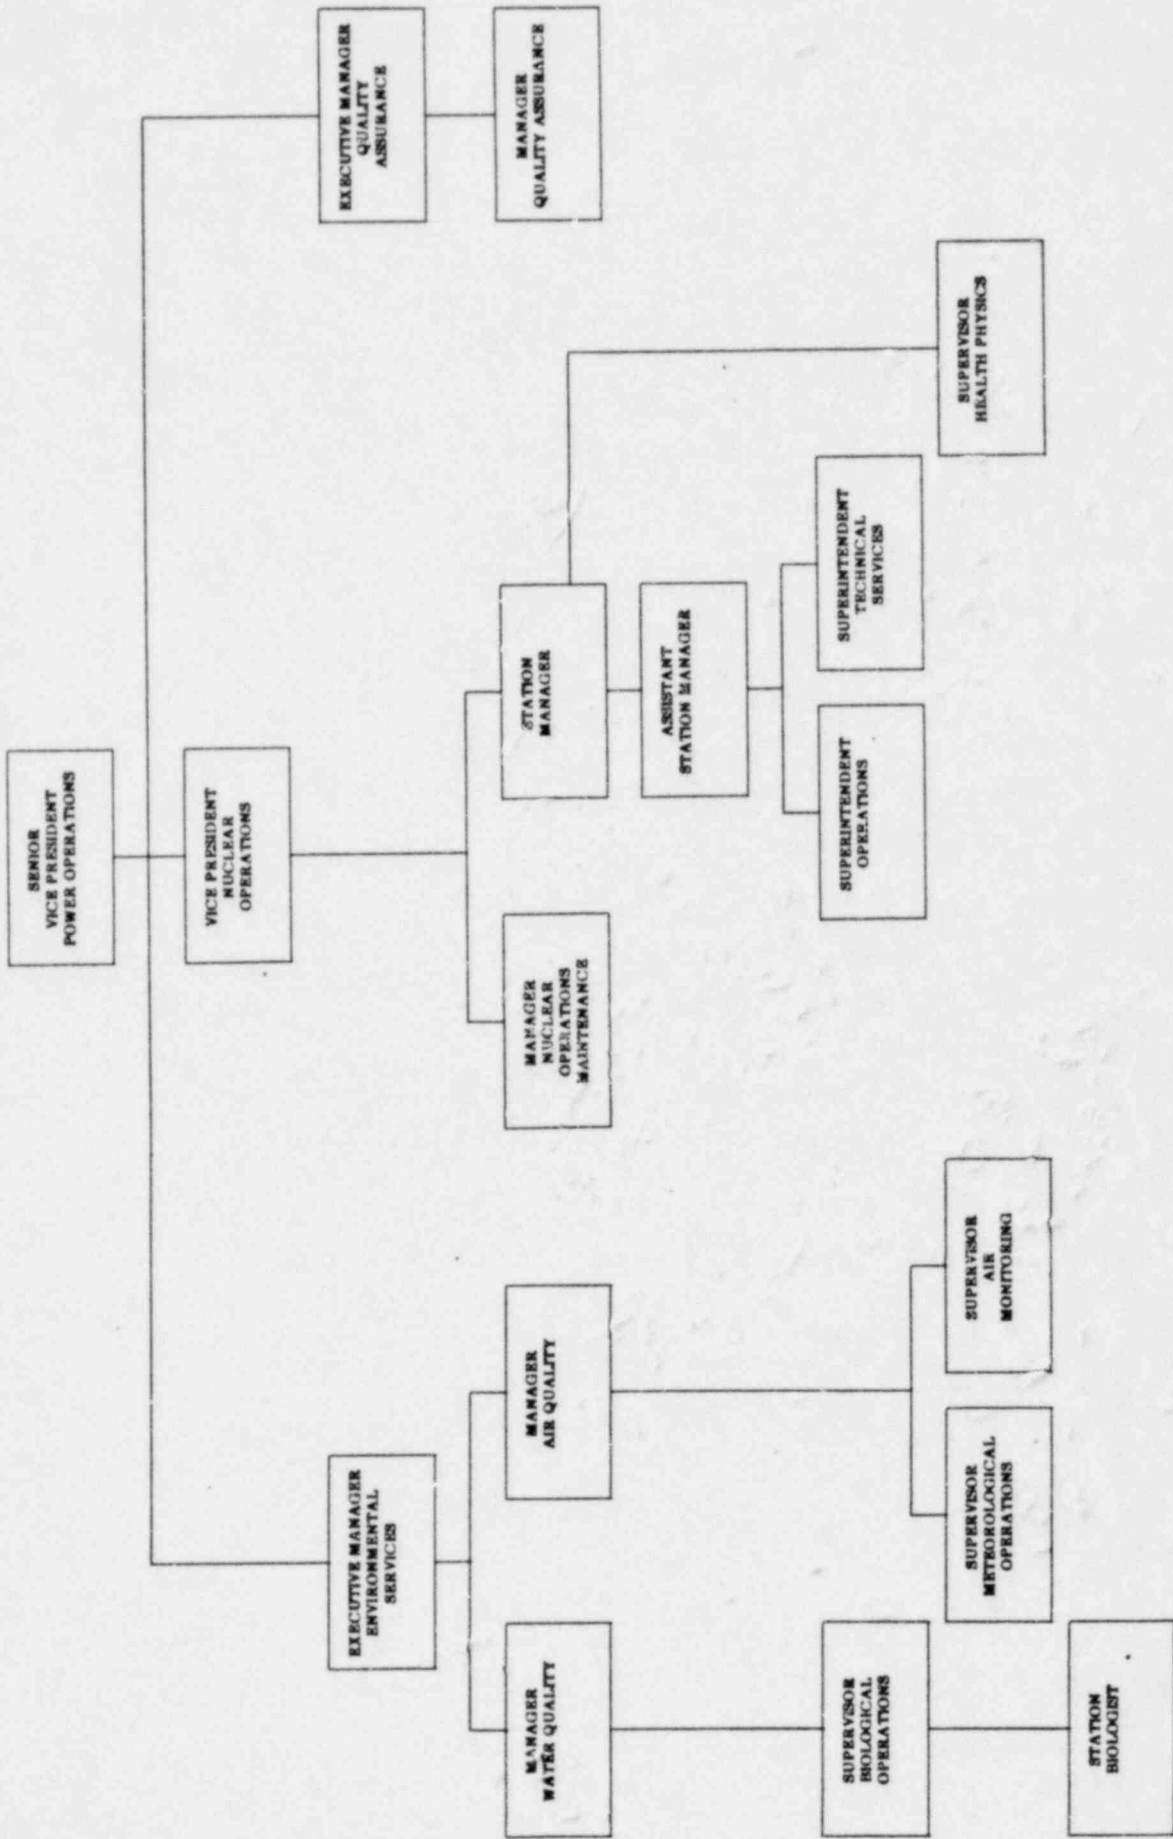 SENIOR
VICE PRESIDENT
POWER OPERATIONS
VICE PRESIDENT
NUCLEAR
OPERATIONS
EXECUTIVE MANAGER
ENVIRONMENTAL
SERVICES
EXECUTIVE MANAGER
QUALITY
ASSURANCE
MANAGER
WATER QUALITY
MANAGER
AIR QUALITY
MANAGER
NUCLEAR
OPERATIONS
MAINTENANCE
STATION
MANAGER
MANAGER
QUALITY ASSURANCE
ASSISTANT
STATION MANAGER
SUPERVISOR
BIOLOGICAL
OPERATIONS
SUPERINTENDENT
OPERATIONS
SUPERINTENDENT
TECHNICAL
SERVICES
SUPERVISOR
METEOROLOGICAL
OPERATIONS
SUPERVISOR
AIR
MONITORING
SUPERVISOR
HEALTH PHYSICS
STATION
BIOLOGIST